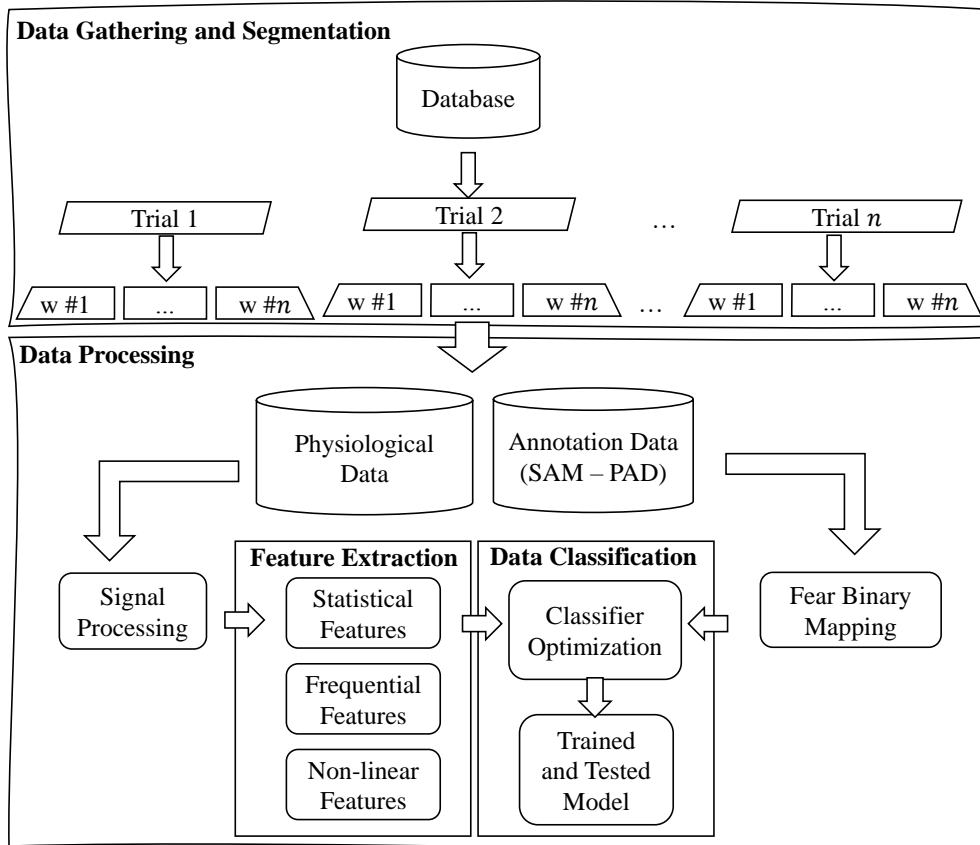 Data Gathering and Segmentation
Database
Trial 1
Trial 2
...
Trial n
w #1
...
w #n
w #1
...
w #n
...
w #1
...
w #n
Data Processing
Physiological
Data
Annotation Data
(SAM – PAD)
Signal
Processing
Feature Extraction
Statistical
Features
Frequential
Features
Non-linear
Features
Data Classification
Classifier
Optimization
Trained
and Tested
Model
Fear Binary
Mapping